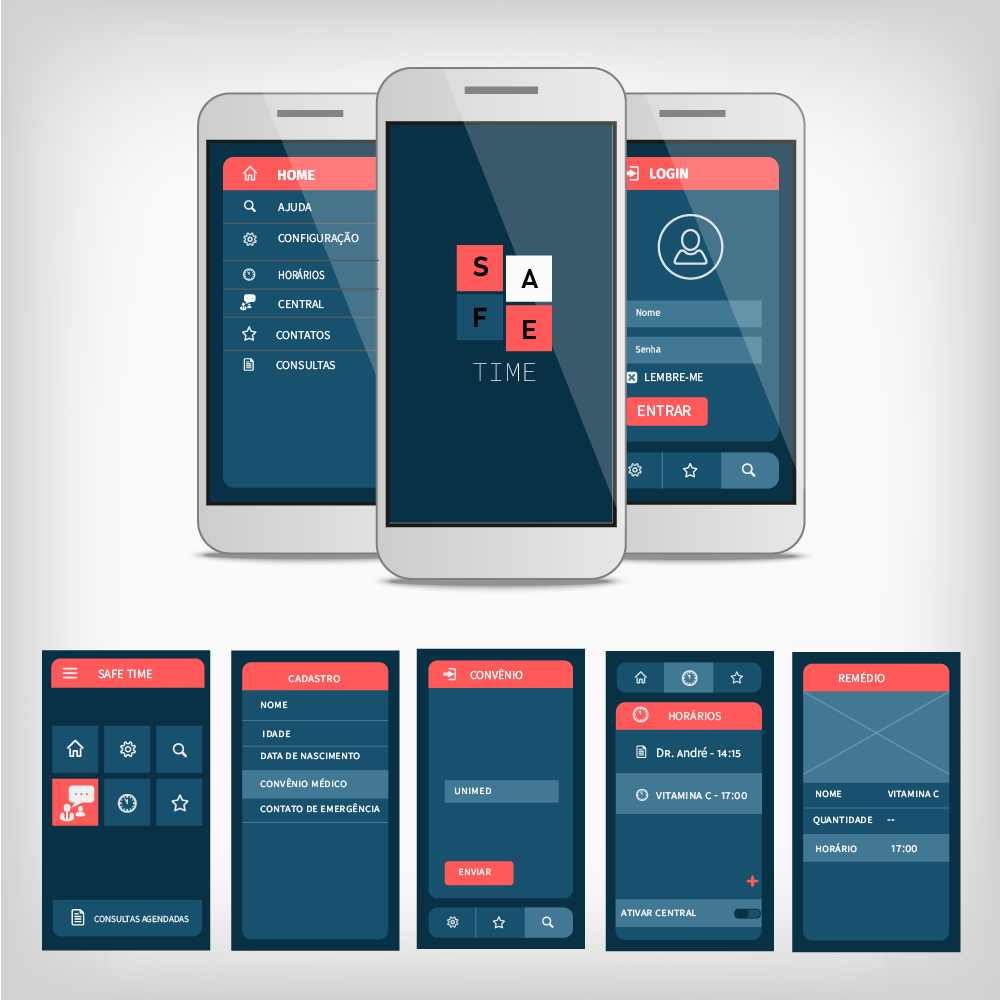 HOME
AJUDA
CONFIGURAÇÃO
HORÁRIOS
CENTRAL
CONTATOS
CONSULTAS
S A
F E
TIME
LOGIN
Nome
Senha
LEMBRE-ME
ENTRAR
SAFE TIME
CONSULTAS AGENDADAS
CADASTRO
NOME
IDADE
DATA DE NASCIMENTO
CONVÊNIO MÉDICO
CONTATO DE EMERGÊNCIA
CONVÊNIO
UNIMED
ENVIAR
HORÁRIOS
DR. André - 14:15
VITAMINA C - 17:00
+
ATIVAR CENTRAL
REMÉDIO
NOME VITAMINA C
QUANTIDADE --
HORÁRIO 17:00